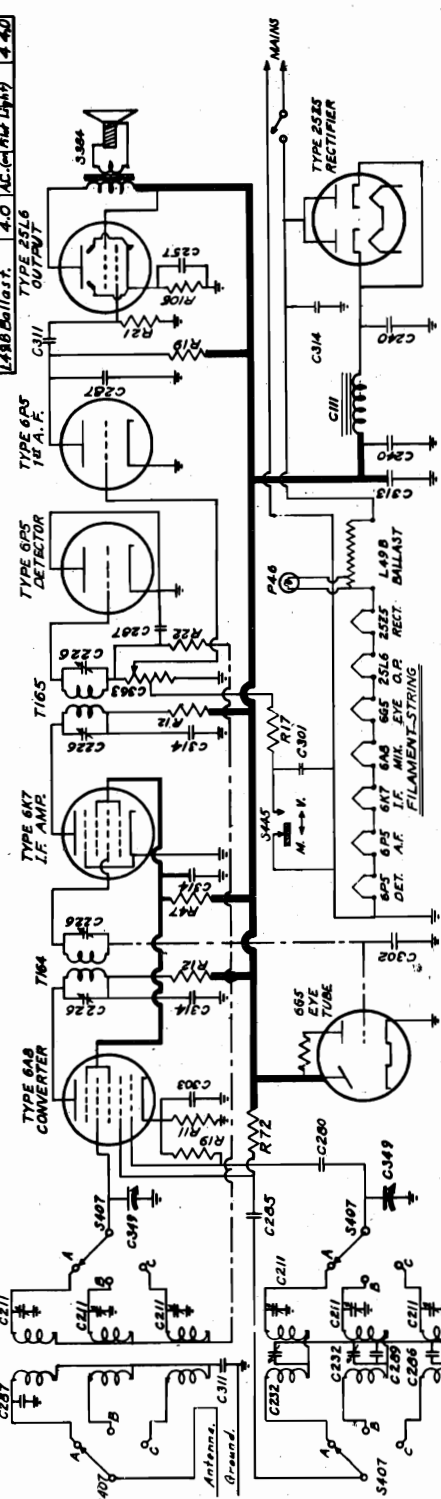 L49B Ballast. 4.0 A.C. (on Pilot Light) 4.40
TYPE 6A8
CONVERTER
TYPE 6K7
I.F. AMP.
TYPE 6P5
DETECTOR
TYPE 6P5
1st A.F.
TYPE 25L6
OUTPUT
S384
C287
C211
C211
C211
C311
A
B
C
407
A
B
C
S407
C349
Antenna.
Ground.
T164
C226
C226
R12
C314
R47
C314
R11
C303
R19
T165
C226
C226
R12
C314
C363
R22
C287
C287
C311
R21
R19
R106
C257
R72
C285
C280
6G5
EYE
TUBE
C302
S445
M. V.
R17
C301
P46
L49B
BALLAST
6P5
DET.
6P5
A.F.
6K7
I.F.
6A8
MIX.
6G5
EYE
25L6
O.P.
25Z5
RECT.
FILAMENT-STRING
C313
C240
C111
C240
C314
TYPE 25Z5
RECTIFIER
MAINS
C211
C211
C232
C232
C289
C286
A
B
C
S407
A
B
C
S407
C349